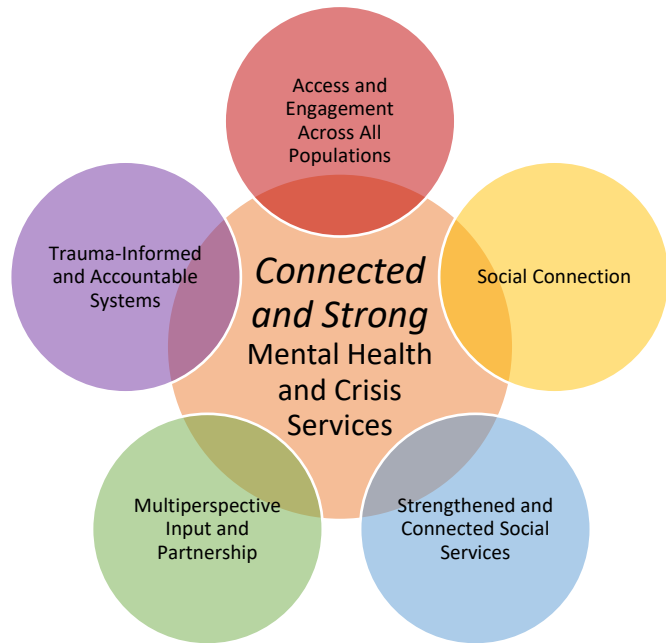 Access and
Engagement
Across All
Populations
Trauma-Informed
and Accountable
Systems
Connected
and Strong
Mental Health
and Crisis
Services
Social Connection
Multiperspective
Input and
Partnership
Strengthened and
Connected Social
Services